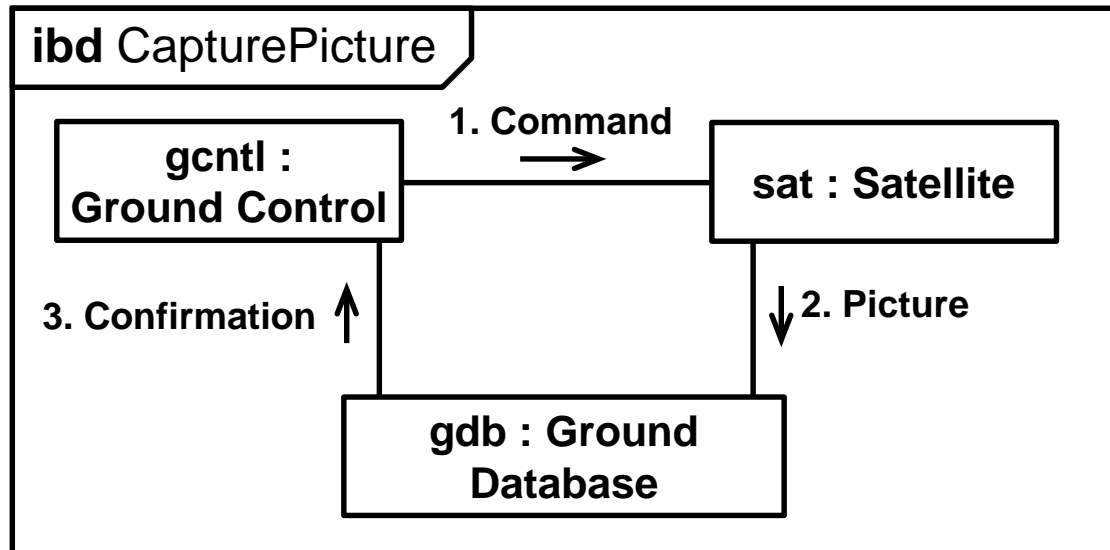 ibd CapturePicture
1. Command
gcntl :
Ground Control
sat : Satellite
3. Confirmation
2. Picture
gdb : Ground
Database